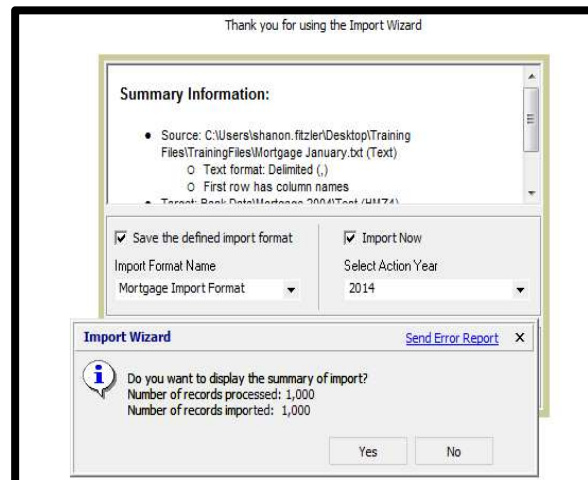 Thank you for using the Import Wizard
Summary Information:
● Source: C:\Users\shanon.fitzler\Desktop\Training
Files\TrainingFiles\Mortgage January.txt (Text)
○ Text format: Delimited (,)
○ First row has column names
Save the defined import format
Import Now
Import Format Name
Select Action Year
Mortgage Import Format
2014
Import Wizard
Send Error Report X
Do you want to display the summary of import?
Number of records processed: 1,000
Number of records imported: 1,000
Yes
No